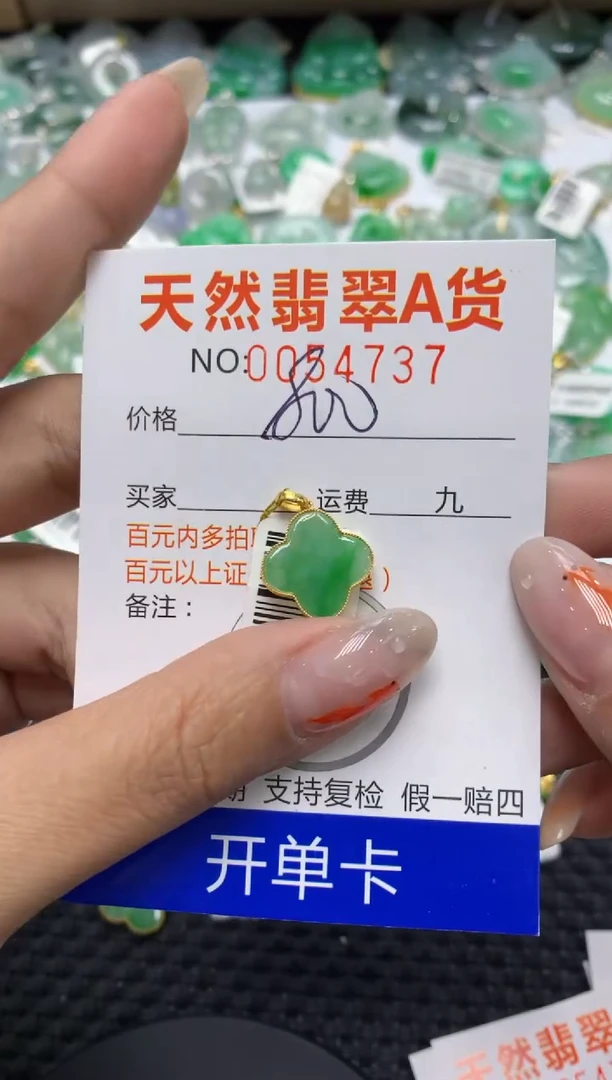 天然翡翠A货
NO:0054737
价格 800
买家 运费 九
百元内多拍
百元以上证 )
备注：
期 支持复检 假一赔四
开单卡
天然翡翠